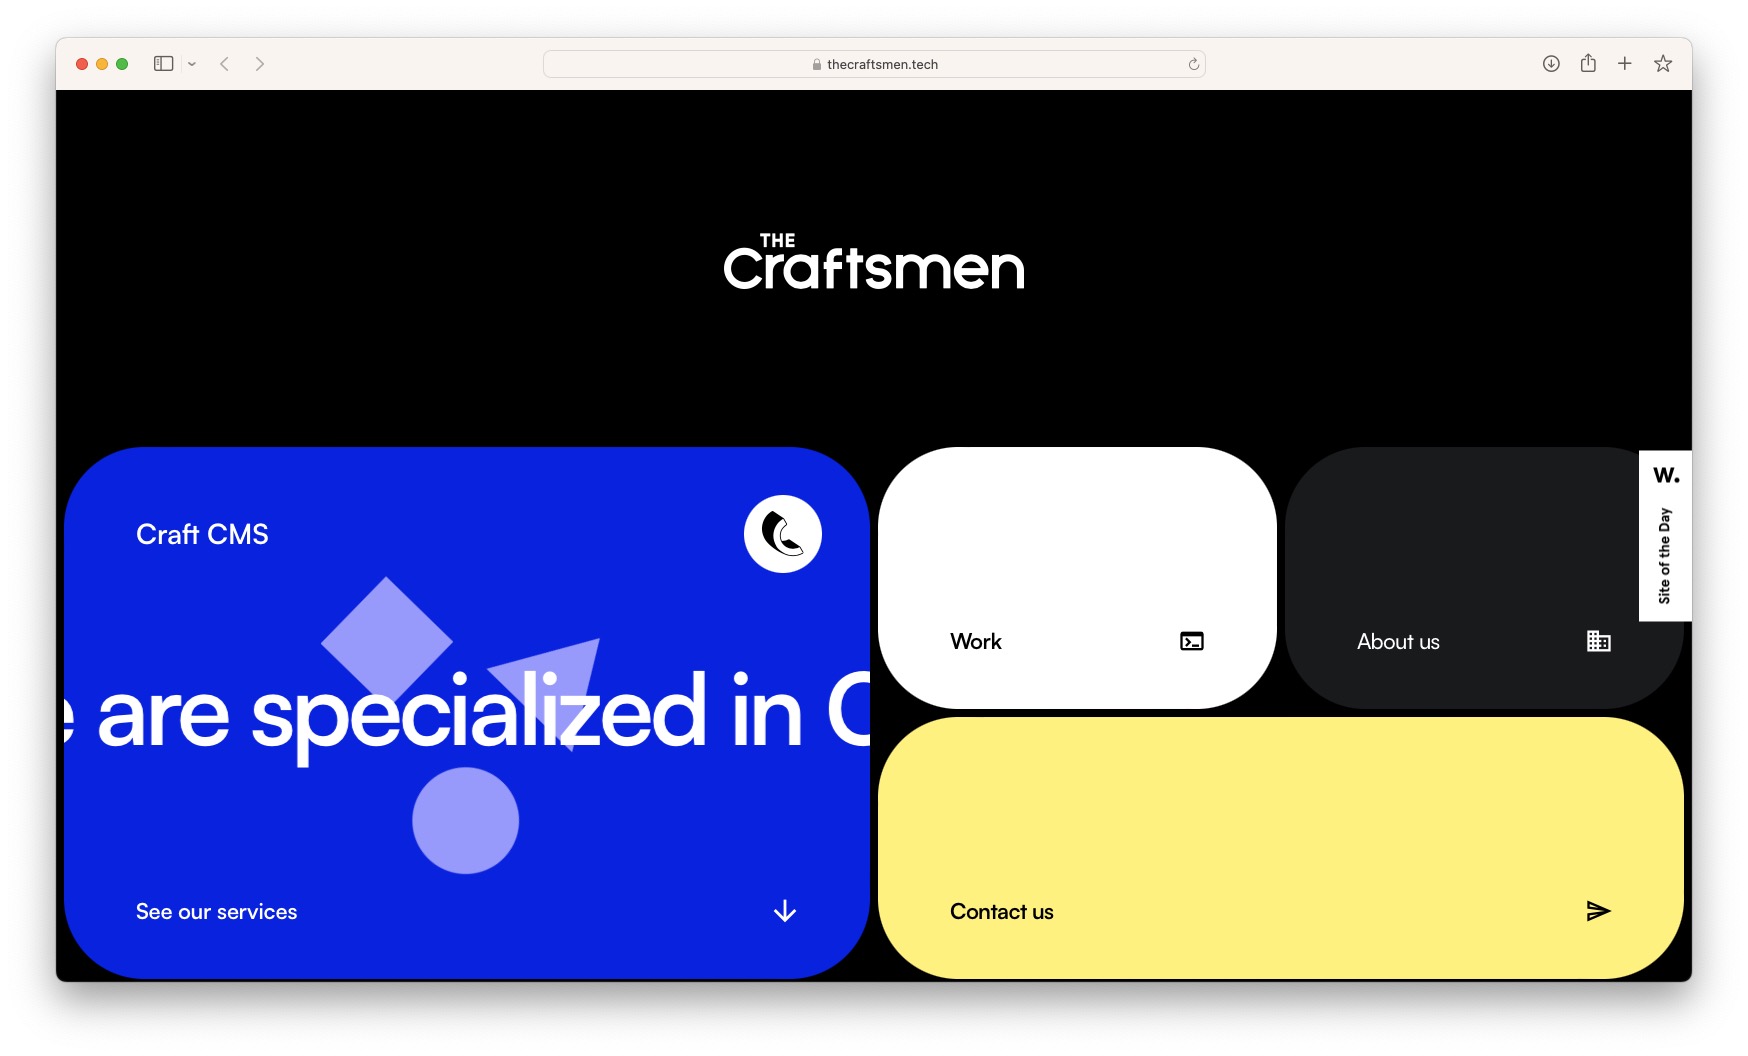 thecraftsmen.tech
THE
Craftsmen
Craft CMS
are specialized in
See our services
Work
About us
W.
Site of the Day
Contact us